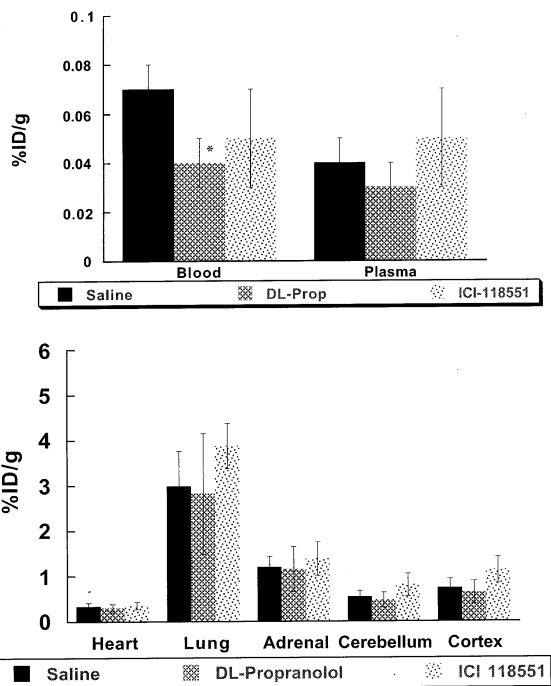 0.1
0.08
0.06
0.04
0.02
0
%ID/g
*
Blood Plasma
Saline DL-Prop ICI-118551
6
5
4
3
2
1
0
%ID/g
Heart Lung Adrenal Cerebellum Cortex
Saline DL-Propranolol ICI 118551